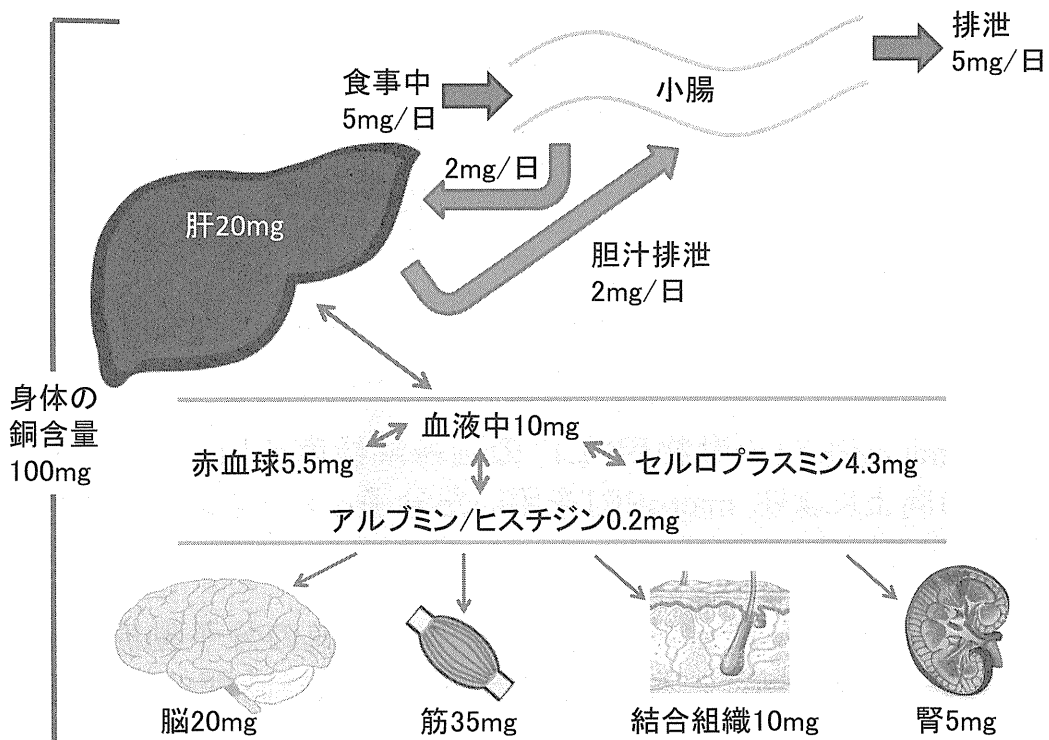 排泄
5mg/日
食事中
5mg/日
小腸
2mg/日
肝20mg
胆汁排泄
2mg/日
身体の
銅含量
100mg
血液中10mg
赤血球5.5mg
セルロプラスミン4.3mg
アルブミン/ヒスチジン0.2mg
脳20mg
筋35mg
結合組織10mg
腎5mg